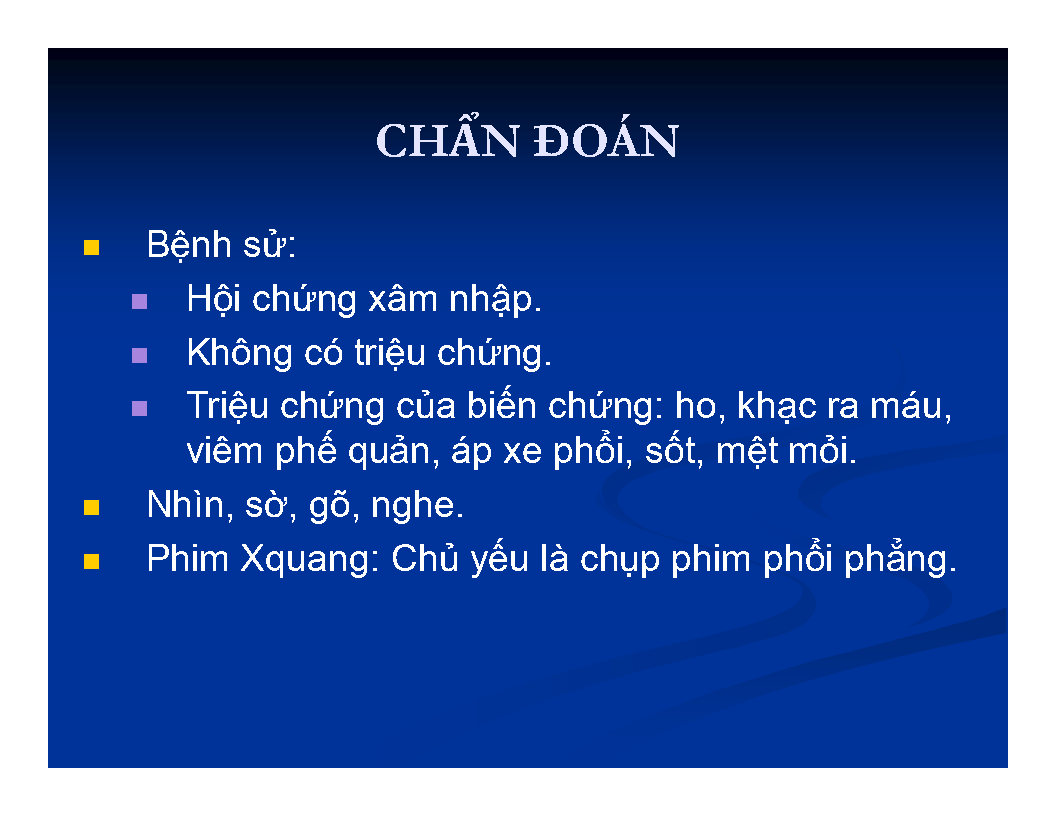 CHẨN ĐOÁN
Bệnh sử:
Hội chứng xâm nhập.
Không có triệu chứng.
Triệu chứng của biến chứng: ho, khạc ra máu,
viêm phế quản, áp xe phổi, sốt, mệt mỏi.
Nhìn, sờ, gõ, nghe.
Phim Xquang: Chủ yếu là chụp phim phổi phẳng.